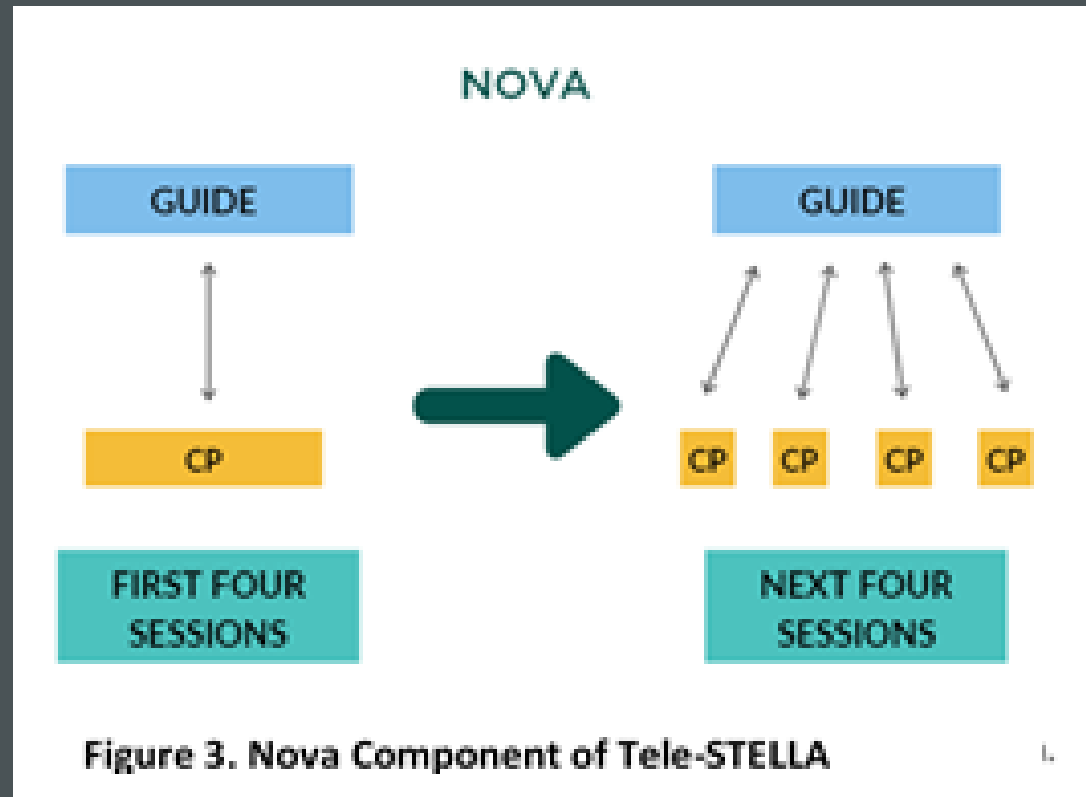 NOVA
GUIDE
GUIDE
CP
CP CP CP CP
FIRST FOUR
SESSIONS
NEXT FOUR
SESSIONS
Figure 3. Nova Component of Tele-STELLA